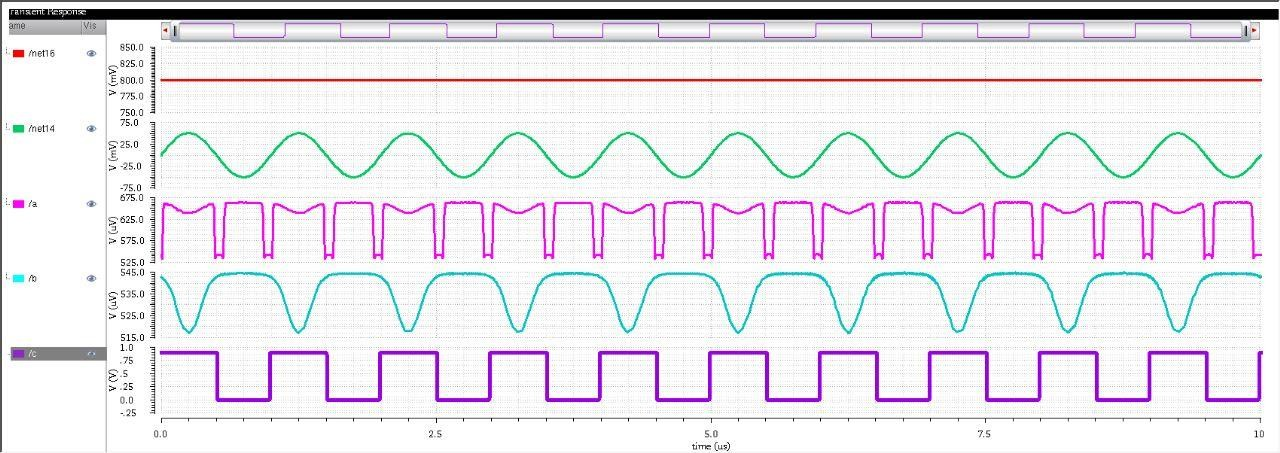 Transient Response
ame Vis
/net16
V (mV)
850.0
825.0
800.0
775.0
750.0
/net14
V (mV)
75.0
25.0
-25.0
-75.0
/a
V (uV)
675.0
625.0
575.0
525.0
/b
V (uV)
545.0
535.0
525.0
515.0
/c
V (V)
1.0
.75
.5
.25
0.0
-.25
0.0 2.5 5.0 7.5 10
time (us)